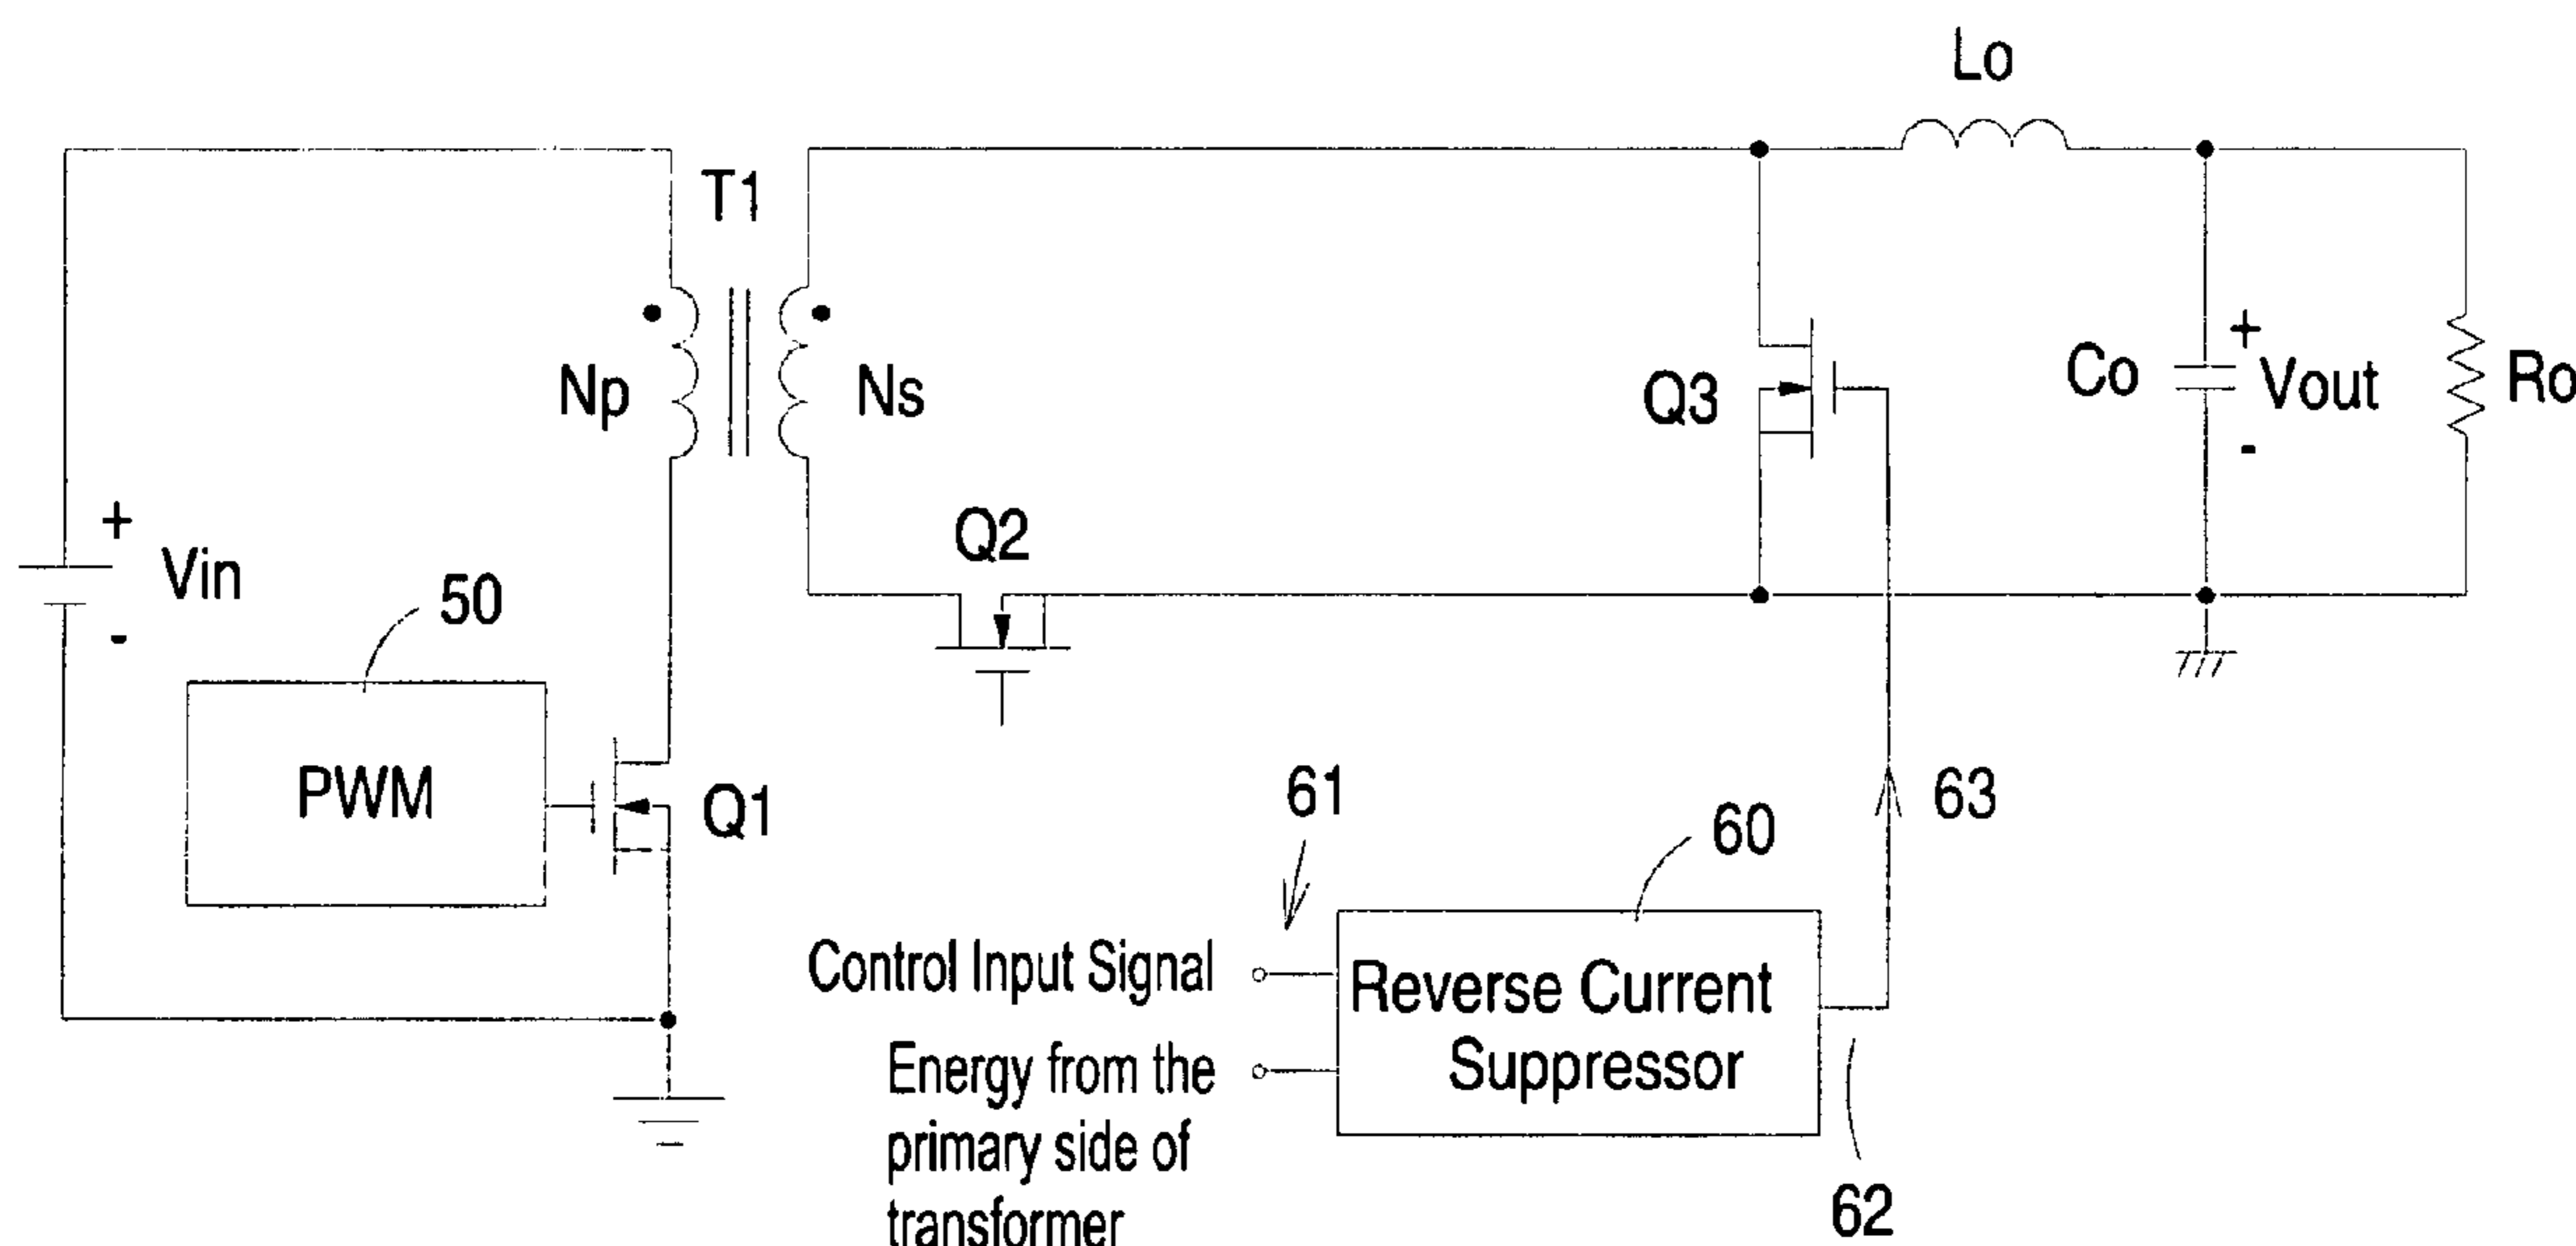 Lo
T1
Np
Ns
Q3
Co
+
Vout
-
Ro
+
Vin
-
50
Q2
PWM
Q1
61
60
63
Control Input Signal
Reverse Current
Suppressor
Energy from the
primary side of
transformer
62